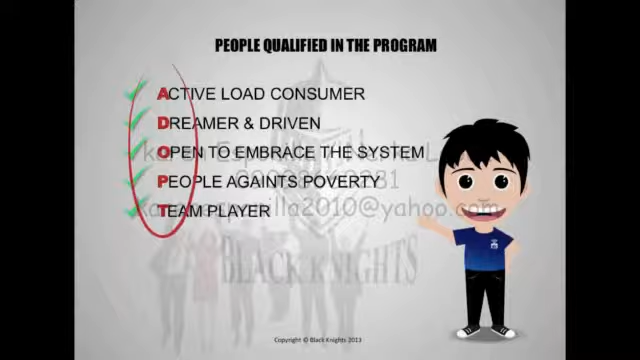 PEOPLE QUALIFIED IN THE PROGRAM
ACTIVE LOAD CONSUMER
DREAMER & DRIVEN
OPEN TO EMBRACE THE SYSTEM
PEOPLE AGAINTS POVERTY
TEAM PLAYER
BLACK KNIGHTS
Copyright © Black Knights 2013